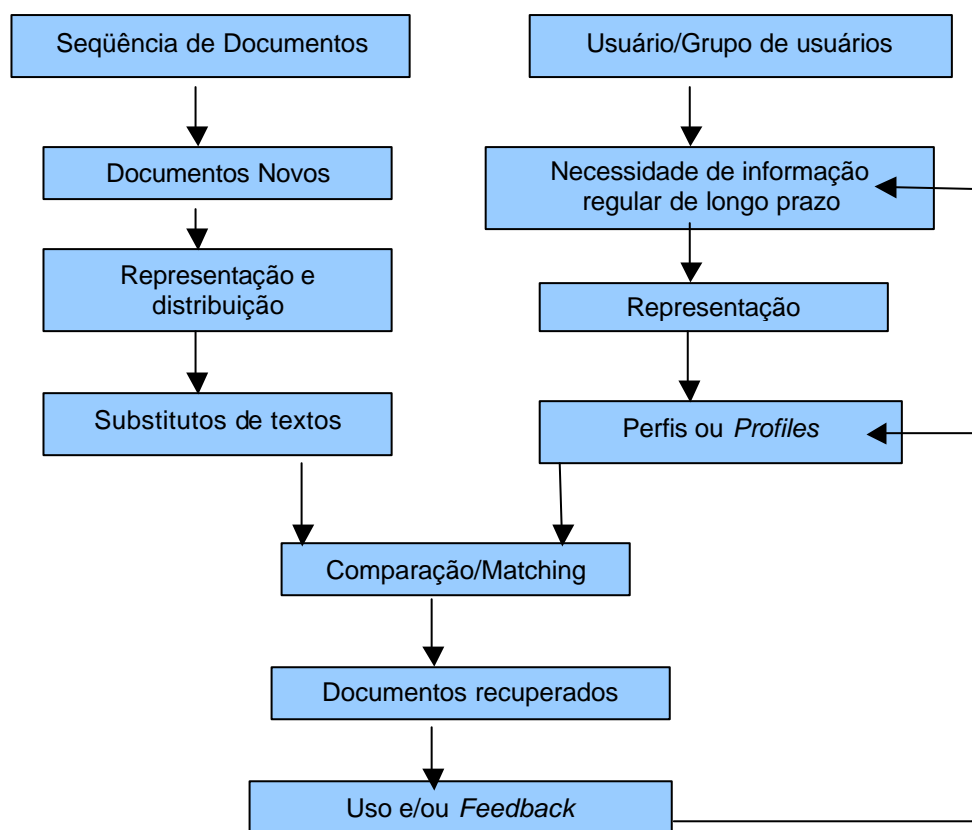 Seqüência de Documentos
Usuário/Grupo de usuários
Documentos Novos
Necessidade de informação
regular de longo prazo
Representação e
distribuição
Representação
Substitutos de textos
Perfis ou Profiles
Comparação/Matching
Documentos recuperados
Uso e/ou Feedback